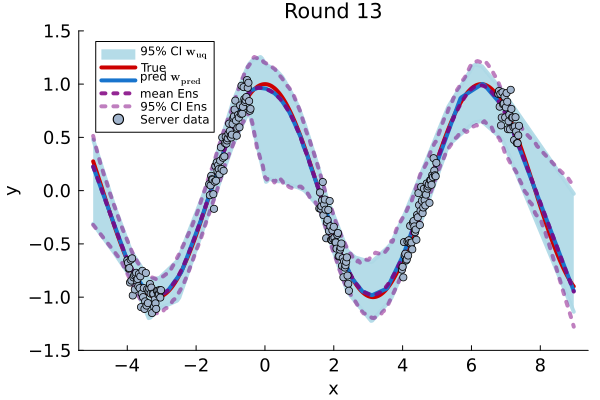 Round 13
1.5
1.0
0.5
0.0
−0.5
−1.0
−1.5
y
95% CI w_uq
True
pred w_pred
mean Ens
95% CI Ens
Server data
−4 −2 0 2 4 6 8
x